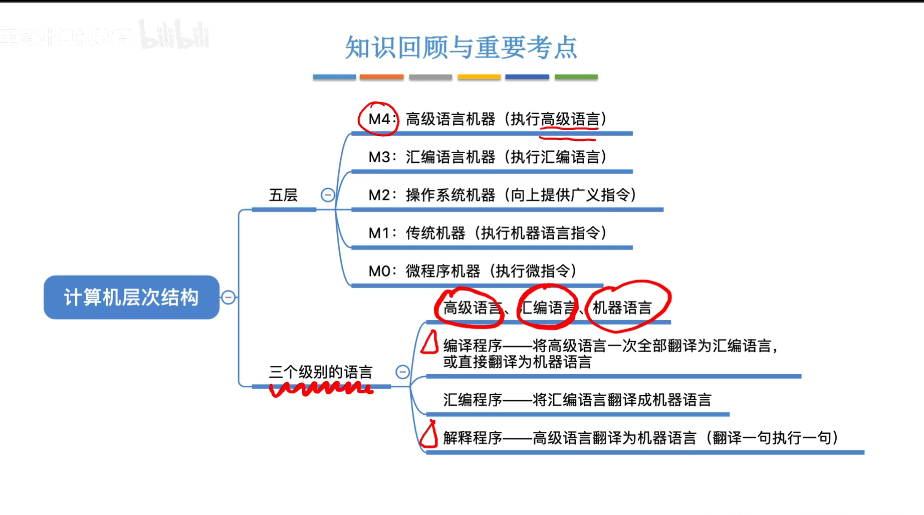 bilibili
知识回顾与重要考点
M4：高级语言机器（执行高级语言）
M3：汇编语言机器（执行汇编语言）
五层
M2：操作系统机器（向上提供广义指令）
M1：传统机器（执行机器语言指令）
M0：微程序机器（执行微指令）
计算机层次结构
高级语言、汇编语言、机器语言
编译程序——将高级语言一次全部翻译为汇编语言，
或直接翻译为机器语言
三个级别的语言
汇编程序——将汇编语言翻译成机器语言
解释程序——高级语言翻译为机器语言（翻译一句执行一句）